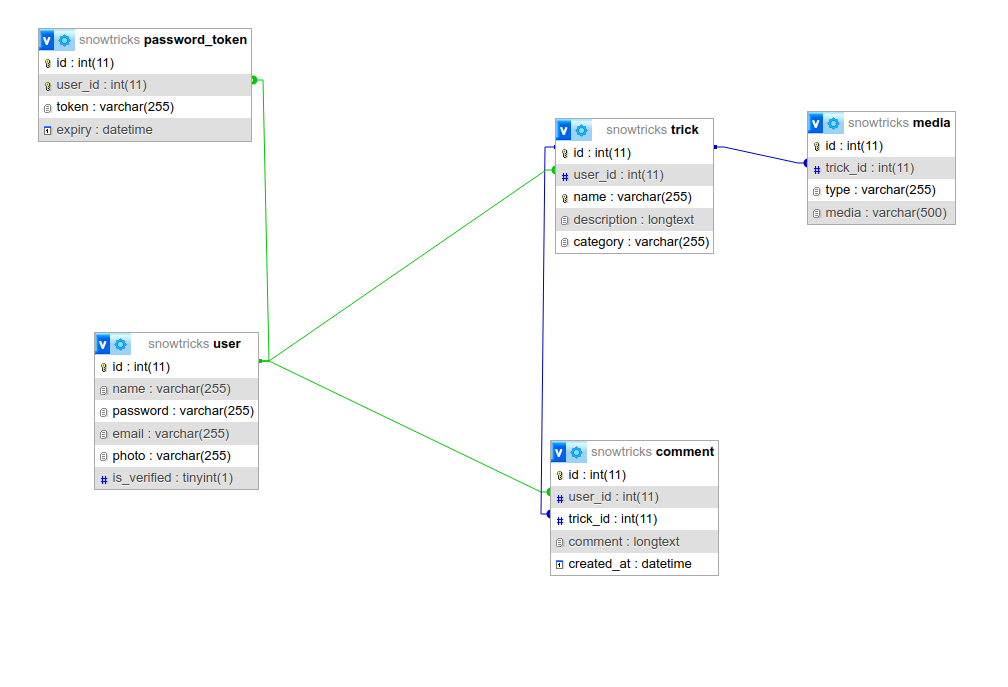 v snowtricks password_token
id : int(11)
user_id : int(11)
token : varchar(255)
expiry : datetime
v snowtricks trick
id : int(11)
# user_id : int(11)
name : varchar(255)
description : longtext
category : varchar(255)
v snowtricks media
id : int(11)
# trick_id : int(11)
type : varchar(255)
media : varchar(500)
v snowtricks user
id : int(11)
name : varchar(255)
password : varchar(255)
email : varchar(255)
photo : varchar(255)
# is_verified : tinyint(1)
v snowtricks comment
id : int(11)
# user_id : int(11)
# trick_id : int(11)
comment : longtext
created_at : datetime